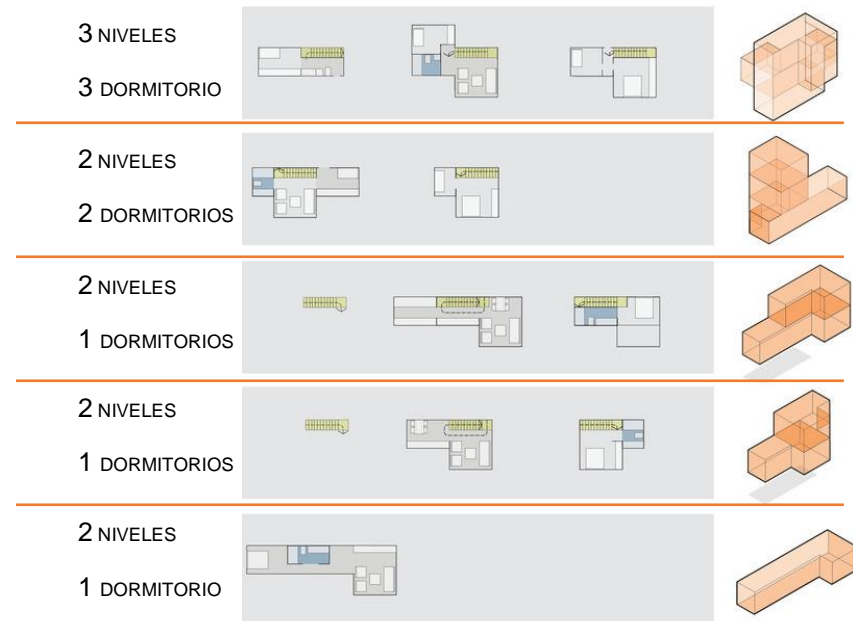 3 NIVELES
3 DORMITORIO
2 NIVELES
2 DORMITORIOS
2 NIVELES
1 DORMITORIOS
2 NIVELES
1 DORMITORIOS
2 NIVELES
1 DORMITORIO